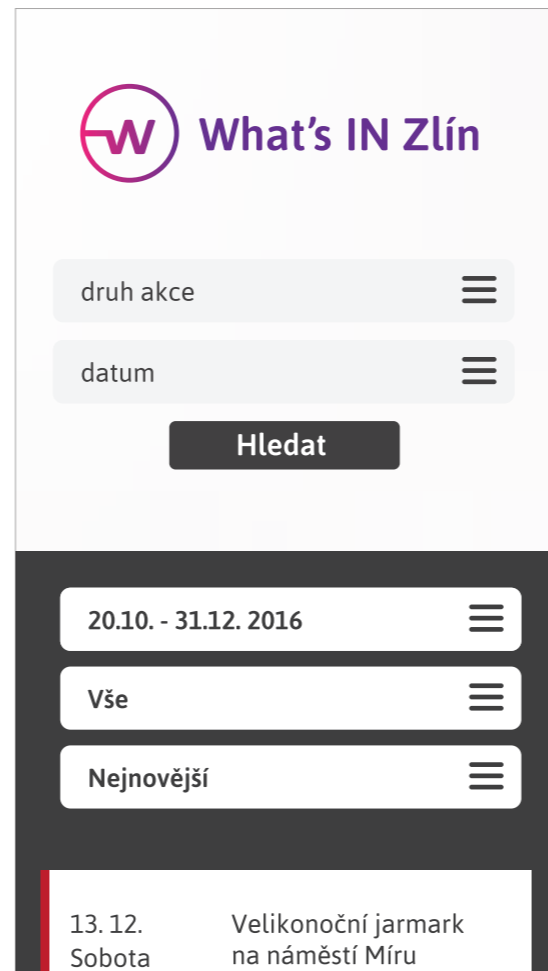 What's IN Zlín
druh akce
datum
Hledat
20.10. - 31.12. 2016
Vše
Nejnovější
13. 12.
Sobota
Velikonoční jarmark
na náměstí Míru